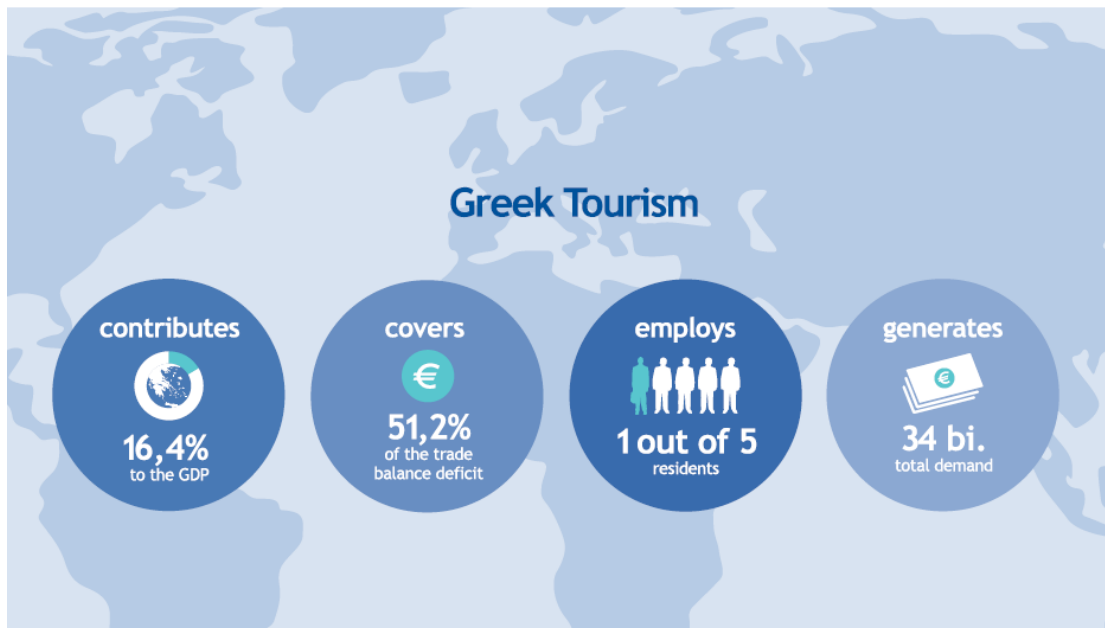 Greek Tourism
contributes
16,4%
to the GDP
covers
€
51,2%
of the trade
balance deficit
employs
1 out of 5
residents
generates
€
34 bi.
total demand